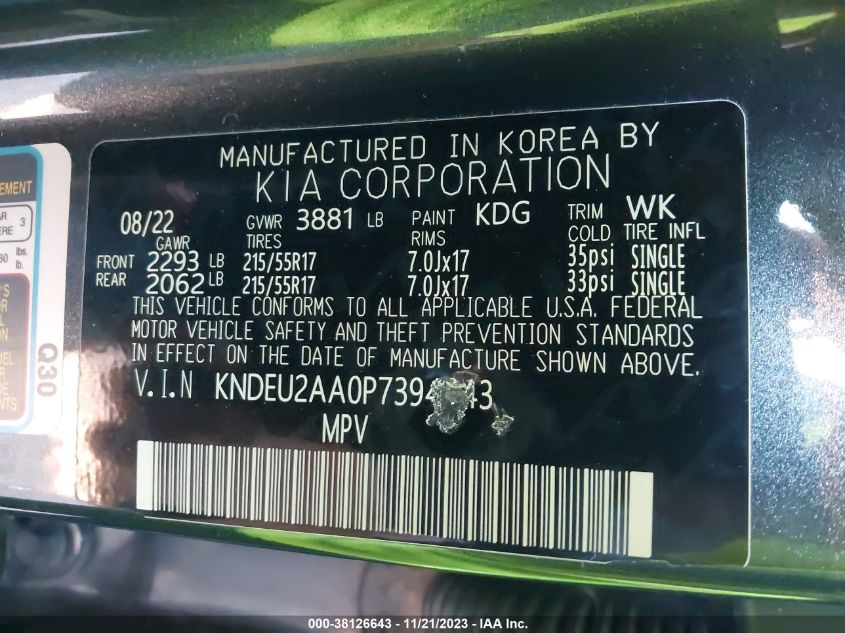 MANUFACTURED IN KOREA BY
KIA CORPORATION
08/22 GVWR 3881 LB PAINT KDG TRIM WK
GAWR TIRES RIMS COLD TIRE INFL
FRONT 2293 LB 215/55R17 7.0Jx17 35psi SINGLE
REAR 2062 LB 215/55R17 7.0Jx17 33psi SINGLE
THIS VEHICLE CONFORMS TO ALL APPLICABLE U.S.A. FEDERAL
MOTOR VEHICLE SAFETY AND THEFT PREVENTION STANDARDS
IN EFFECT ON THE DATE OF MANUFACTURE SHOWN ABOVE.
V.I.N
MPV
Q30
000-38126643 - 11/21/2023 - IAA Inc.